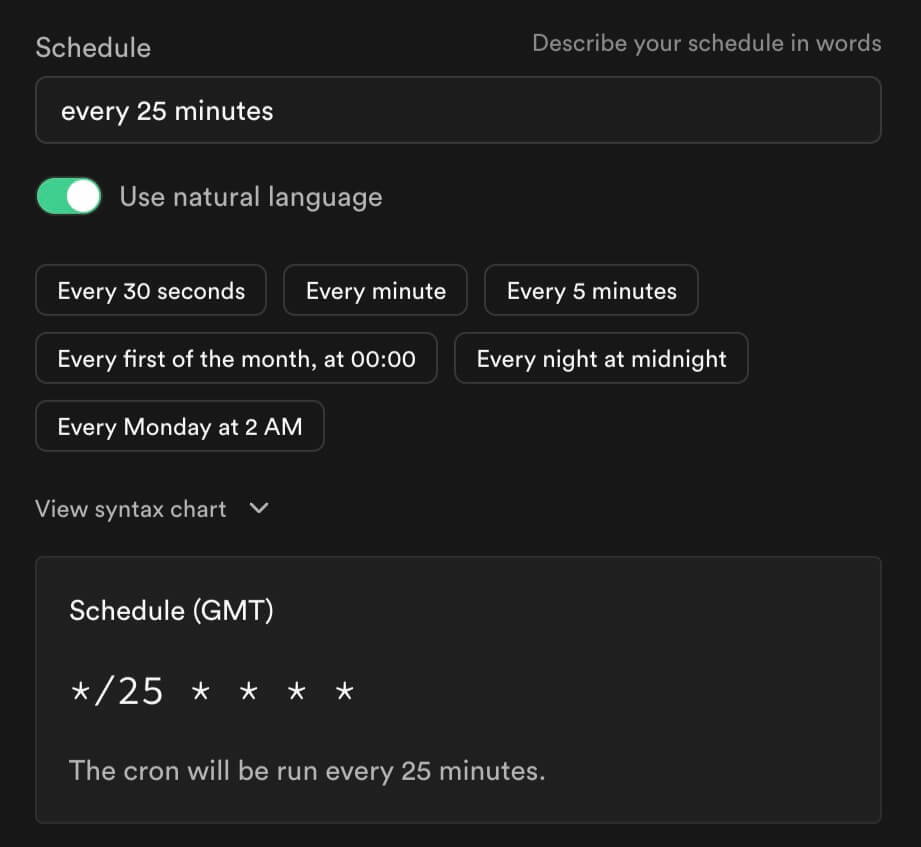 Schedule
Describe your schedule in words
every 25 minutes
Use natural language
Every 30 seconds
Every minute
Every 5 minutes
Every first of the month, at 00:00
Every night at midnight
Every Monday at 2 AM
View syntax chart
Schedule (GMT)
*/25 * * * *
The cron will be run every 25 minutes.